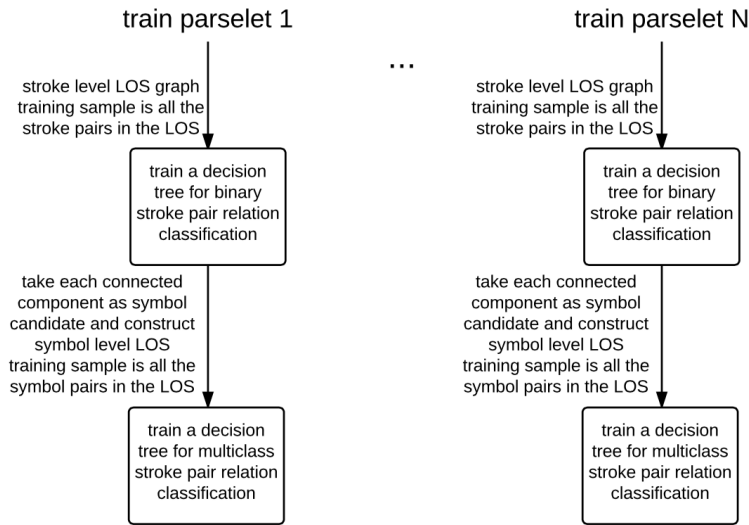 train parselet 1
...
train parselet N
stroke level LOS graph
training sample is all the
stroke pairs in the LOS
train a decision
tree for binary
stroke pair relation
classification
take each connected
component as symbol
candidate and construct
symbol level LOS
training sample is all the
symbol pairs in the LOS
train a decision
tree for multiclass
stroke pair relation
classification
stroke level LOS graph
training sample is all the
stroke pairs in the LOS
train a decision
tree for binary
stroke pair relation
classification
take each connected
component as symbol
candidate and construct
symbol level LOS
training sample is all the
symbol pairs in the LOS
train a decision
tree for multiclass
stroke pair relation
classification